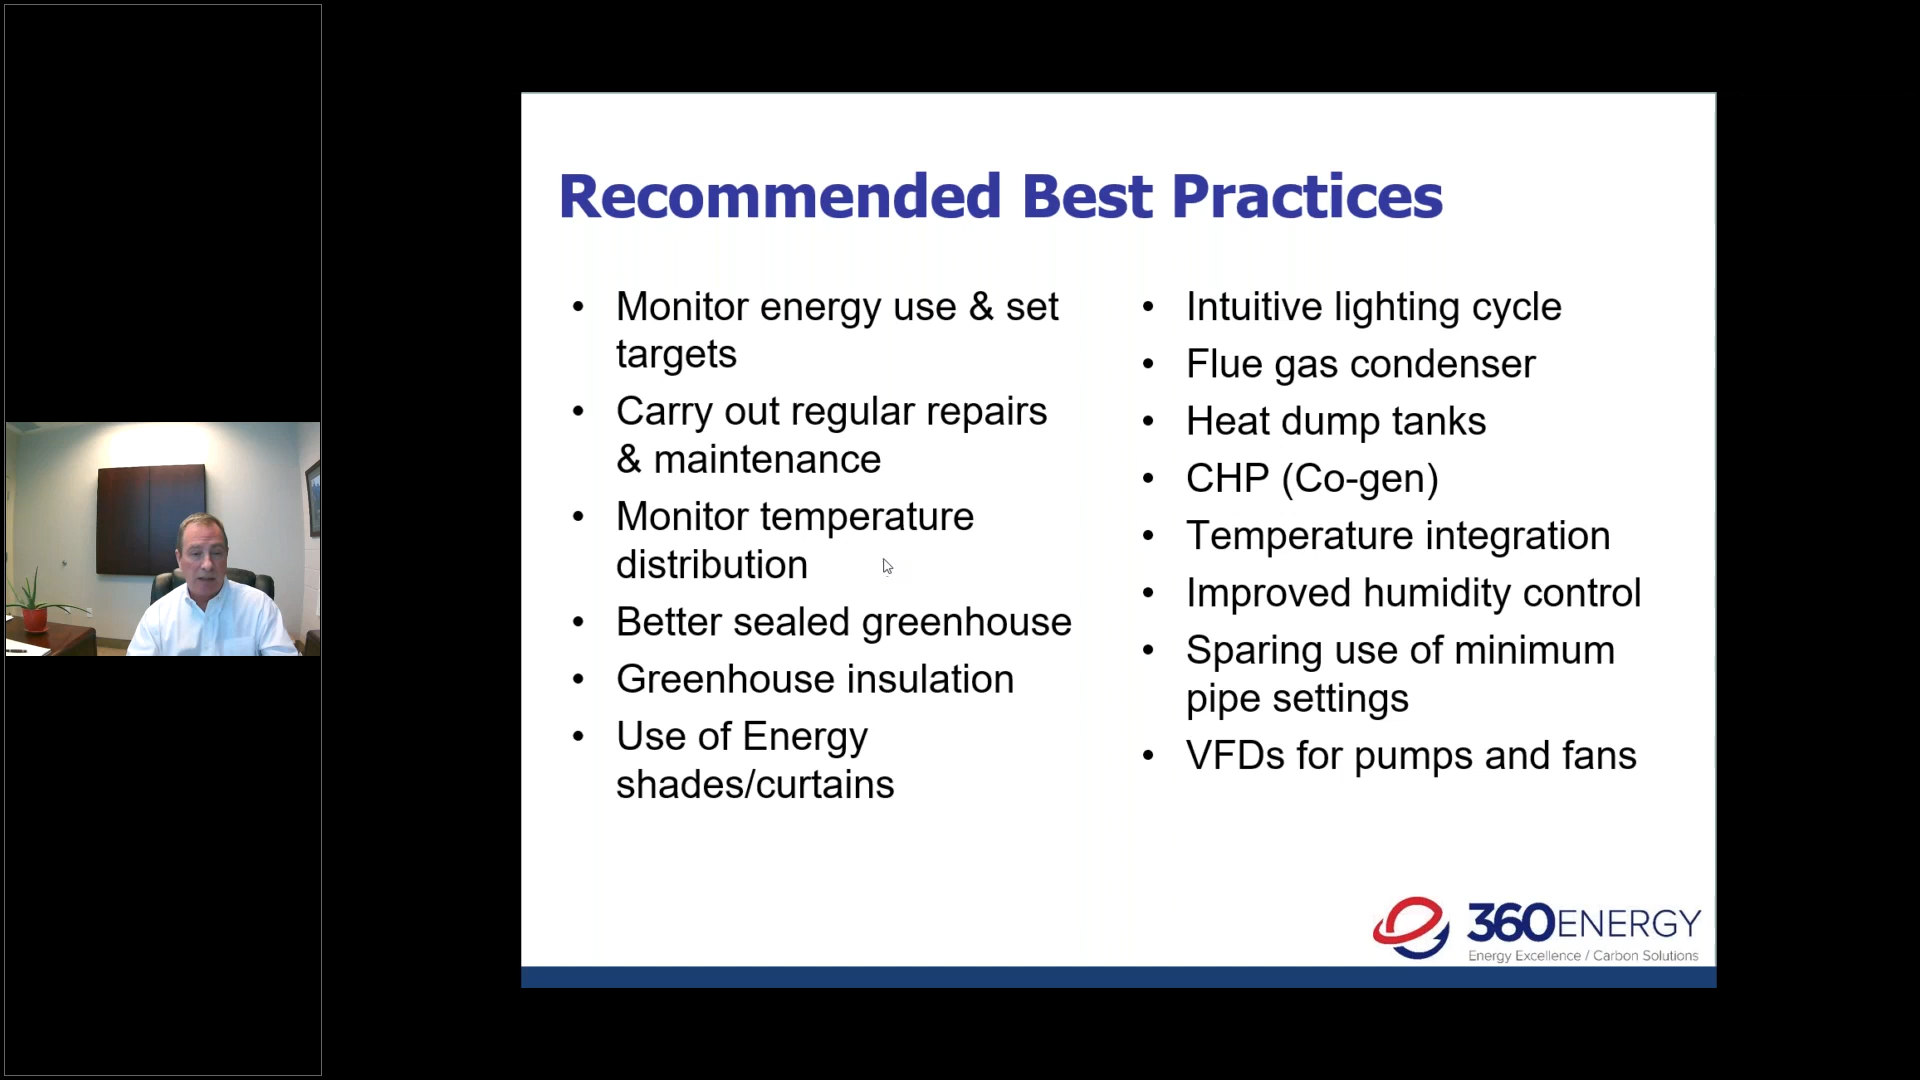 Recommended Best Practices
• Monitor energy use & set
targets
• Carry out regular repairs
& maintenance
• Monitor temperature
distribution
• Better sealed greenhouse
• Greenhouse insulation
• Use of Energy
shades/curtains
• Intuitive lighting cycle
• Flue gas condenser
• Heat dump tanks
• CHP (Co-gen)
• Temperature integration
• Improved humidity control
• Sparing use of minimum
pipe settings
• VFDs for pumps and fans
360ENERGY
Energy Excellence / Carbon Solutions